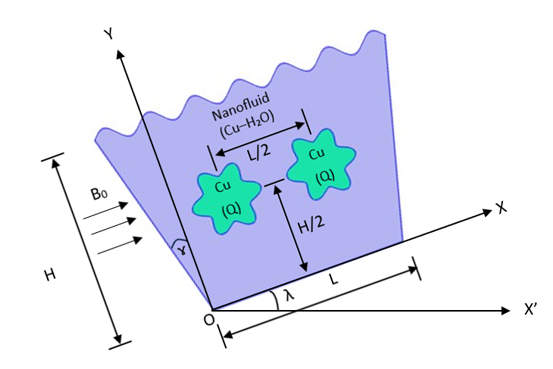 Y
Nanofluid
(Cu–H₂O)
L/2
Cu
(Q)
Cu
(Q)
B₀
H
γ
H/2
X
L
λ
O
X'